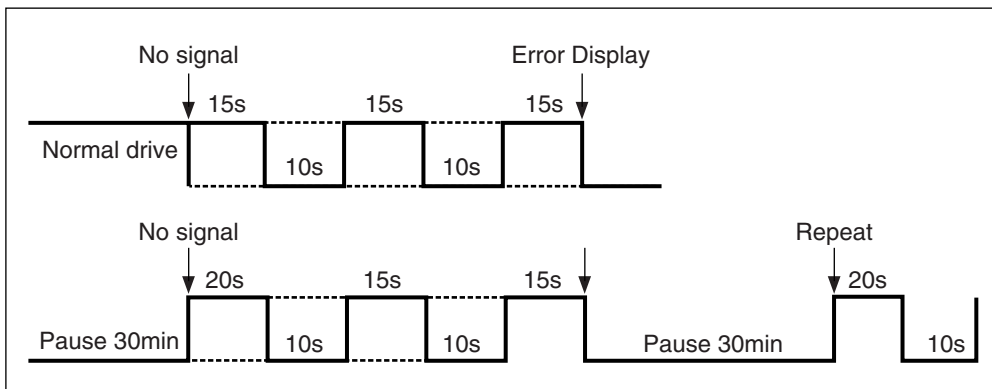 No signal Error Display
15s 15s 15s
Normal drive 10s 10s
No signal Repeat
20s 15s 15s 20s
Pause 30min 10s 10s Pause 30min 10s